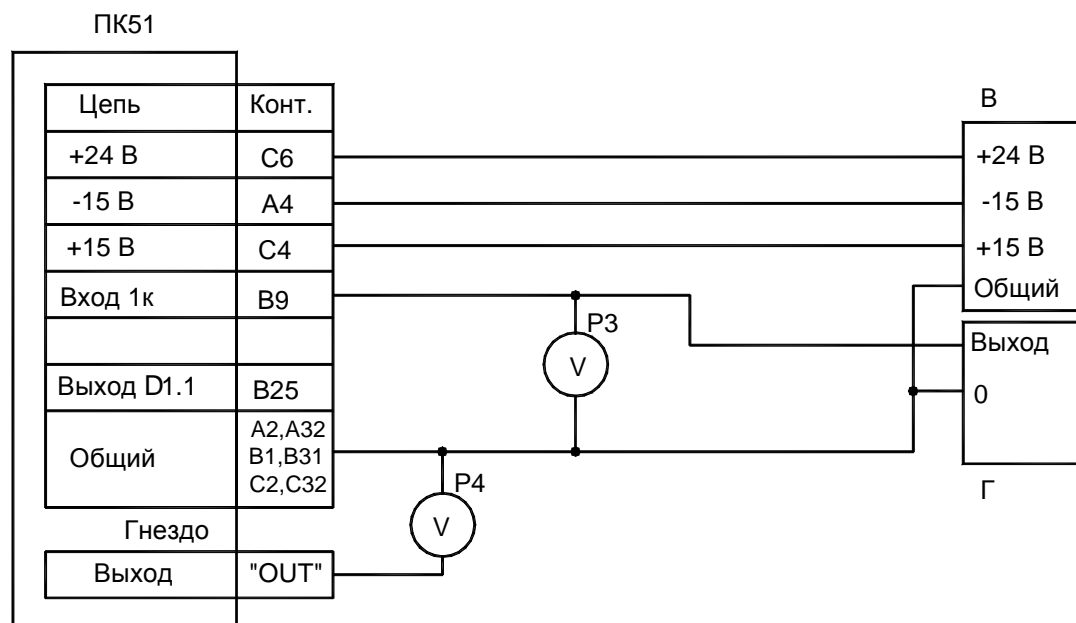 ПК51
Цепь Конт.
+24 В С6
-15 В А4
+15 В С4
Вход 1к В9
Выход D1.1 В25
Общий
А2,А32
В1,В31
С2,С32
Гнездо
Выход "OUT"
P3
V
P4
V
В
+24 В
-15 В
+15 В
Общий
Выход
0
Г